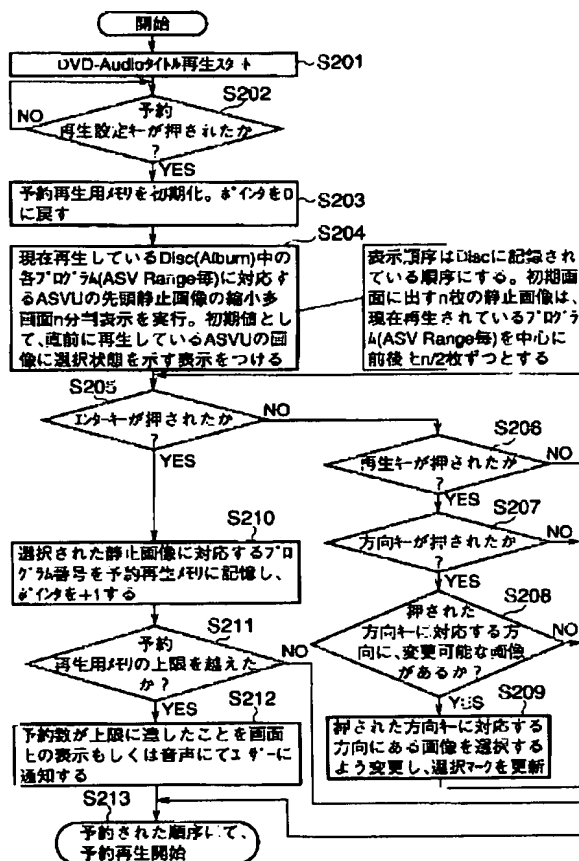 開始
DVD-Audioタイトル再生スタート
S201
S202
予約
再生設定キーが押されたか
?
NO
YES
予約再生用メモリを初期化。ポインタを0
に戻す
S203
S204
現在再生しているDisc(Album)中の
各プログラム(ASV Range毎)に対応す
るASVUの先頭静止画像の縮小多
画面n分割表示を実行。初期値とし
て、直前に再生しているASVUの画
像に選択状態を示す表示をつける
表示順序はDiscに記録され
ている順序にする。初期画
面に出すn枚の静止画像は、
現在再生されているプログラ
ム(ASV Range毎)を中心に
前後をn/2枚ずつとする
S205
エンターキーが押されたか
?
NO
YES
S206
再生キーが押されたか
?
NO
YES
S207
方向キーが押されたか
?
NO
YES
S208
押された
方向キーに対応する方
向に、変更可能な画像
があるか?
NO
YES
S209
押された方向キーに対応する
方向にある画像を選択する
よう変更し、選択マークを更新
S210
選択された静止画像に対応するプロ
グラム番号を予約再生メモリに記憶し、
ポインタを+1する
S211
予約
再生用メモリの上限を越えた
か?
NO
YES
S212
予約数が上限に達したことを画面
上の表示もしくは音声にてユーザーに
通知する
S213
予約された順序にて、
予約再生開始